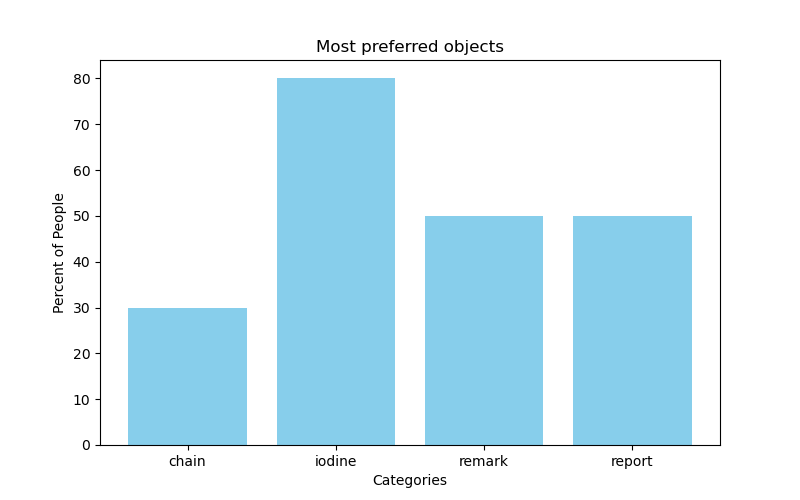 Most preferred objects
Percent of People
80
70
60
50
40
30
20
10
0
chain iodine remark report
Categories